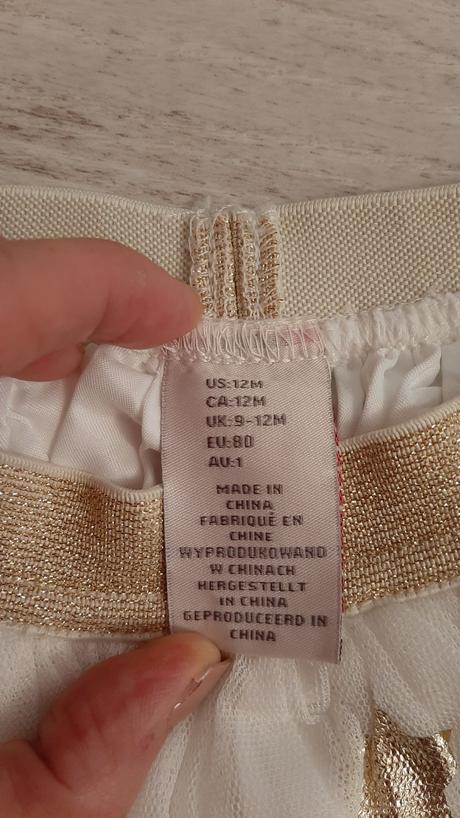 US:12M
CA:12M
UK:9-12M
EU:80
AU:1
MADE IN
CHINA
FABRIQUÉ EN
CHINE
WYPRODUKOWANO
W CHINACH
HERGESTELLT
IN CHINA
GEPRODUCEERD IN
CHINA